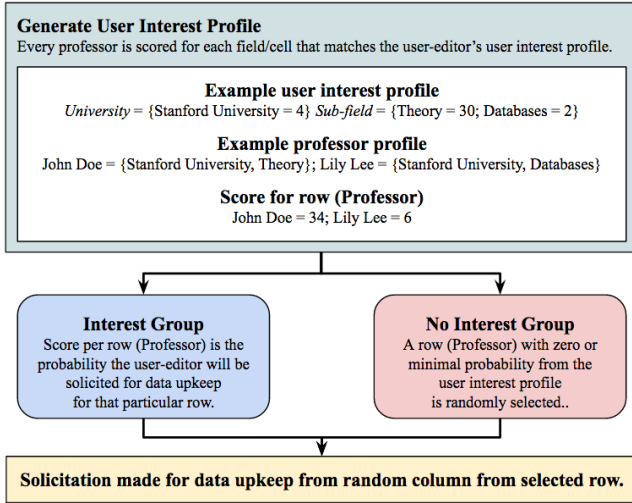 Generate User Interest Profile
Every professor is scored for each field/cell that matches the user-editor's user interest profile.
Example user interest profile
University = {Stanford University = 4} Sub-field = {Theory = 30; Databases = 2}
Example professor profile
John Doe = {Stanford University, Theory}; Lily Lee = {Stanford University, Databases}
Score for row (Professor)
John Doe = 34; Lily Lee = 6
Interest Group
Score per row (Professor) is the
probability the user-editor will be
solicited for data upkeep
for that particular row.
No Interest Group
A row (Professor) with zero or
minimal probability from the
user interest profile
is randomly selected..
Solicitation made for data upkeep from random column from selected row.